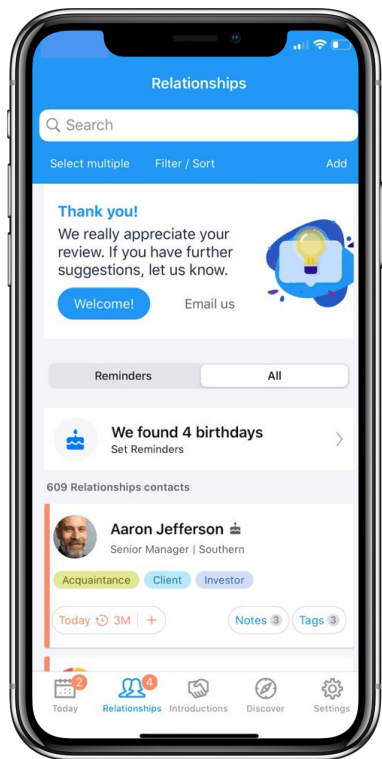 Relationships
Search
Select multiple Filter / Sort Add
Thank you!
We really appreciate your
review. If you have further
suggestions, let us know.
Welcome! Email us
Reminders All
We found 4 birthdays
Set Reminders
609 Relationships contacts
Aaron Jefferson
Senior Manager | Southern
Acquaintance Client Investor
Today 3M + Notes 3 Tags 3
2 4
Today Relationships Introductions Discover Settings